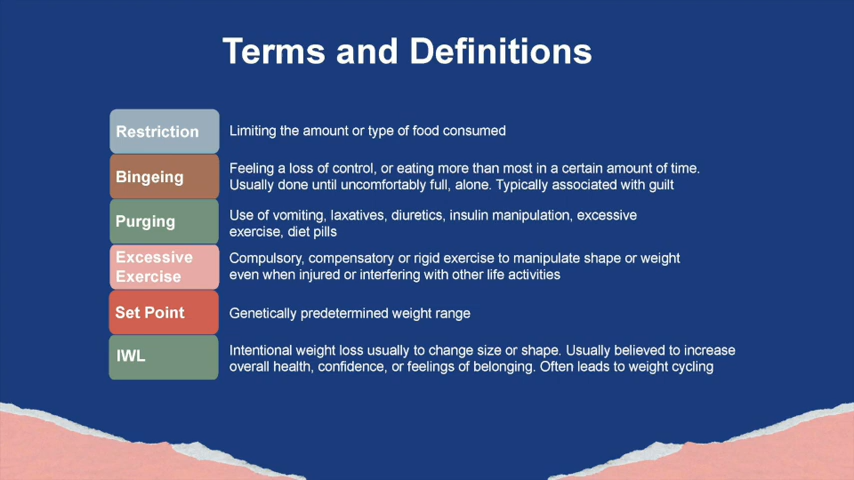 Terms and Definitions
Restriction
Limiting the amount or type of food consumed
Bingeing
Feeling a loss of control, or eating more than most in a certain amount of time.
Usually done until uncomfortably full, alone. Typically associated with guilt
Purging
Use of vomiting, laxatives, diuretics, insulin manipulation, excessive
exercise, diet pills
Excessive
Exercise
Compulsory, compensatory or rigid exercise to manipulate shape or weight
even when injured or interfering with other life activities
Set Point
Genetically predetermined weight range
IWL
Intentional weight loss usually to change size or shape. Usually believed to increase
overall health, confidence, or feelings of belonging. Often leads to weight cycling